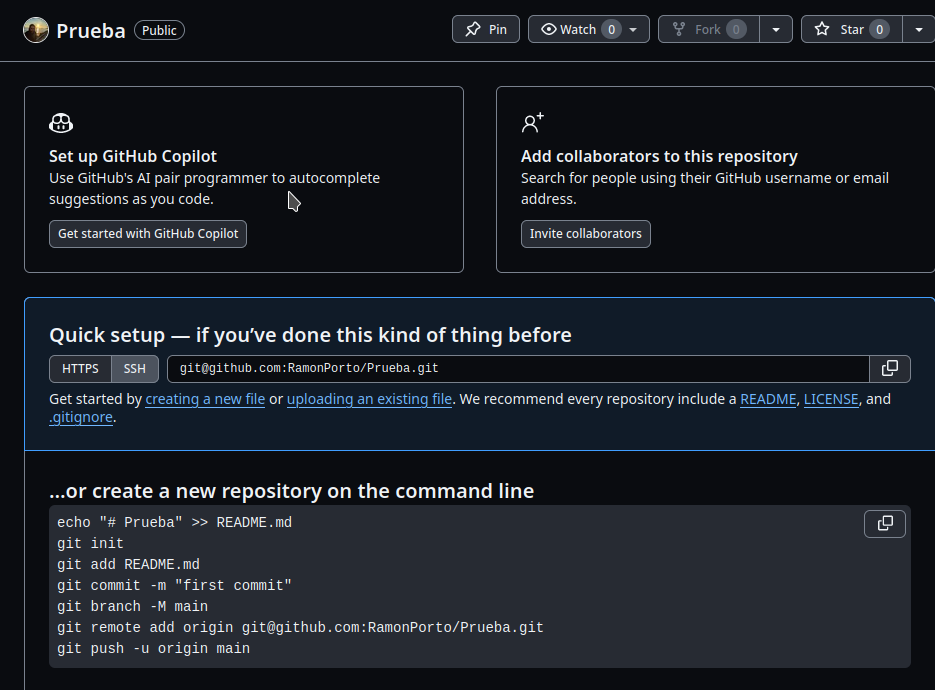 Prueba Public Pin Watch 0 Fork 0 Star 0
Set up GitHub Copilot
Use GitHub's AI pair programmer to autocomplete
suggestions as you code.
Get started with GitHub Copilot
Add collaborators to this repository
Search for people using their GitHub username or email
address.
Invite collaborators
Quick setup — if you’ve done this kind of thing before
HTTPS SSH git@github.com:RamonPorto/Prueba.git
Get started by creating a new file or uploading an existing file. We recommend every repository include a README, LICENSE, and
.gitignore.
…or create a new repository on the command line
echo "# Prueba" >> README.md
git init
git add README.md
git commit -m "first commit"
git branch -M main
git remote add origin git@github.com:RamonPorto/Prueba.git
git push -u origin main